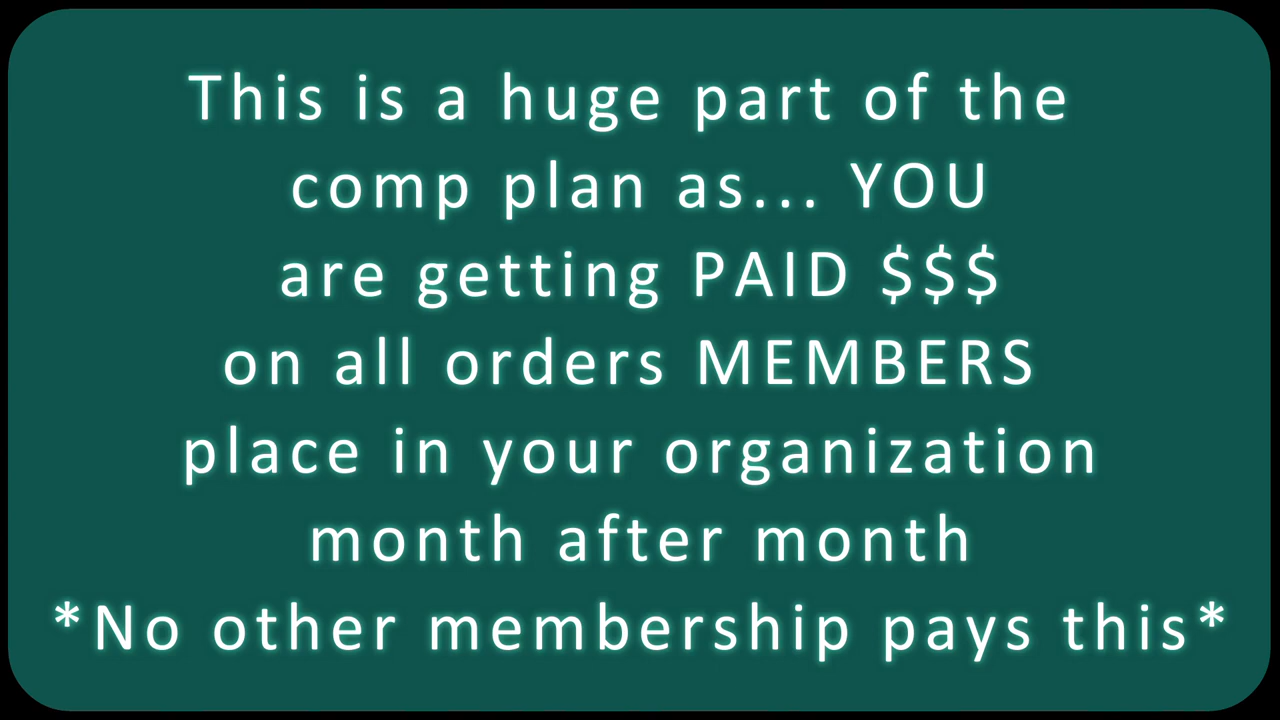 This is a huge part of the
comp plan as... YOU
are getting PAID $$$
on all orders MEMBERS
place in your organization
month after month
*No other membership pays this*